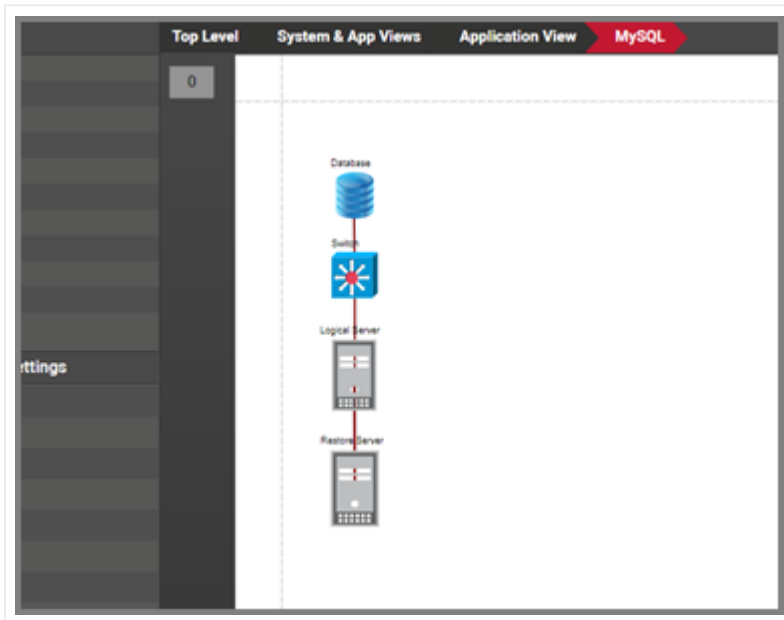 Top Level System & App Views Application View MySQL
0
Database
Switch
Logical Server
ettings
Restore Server